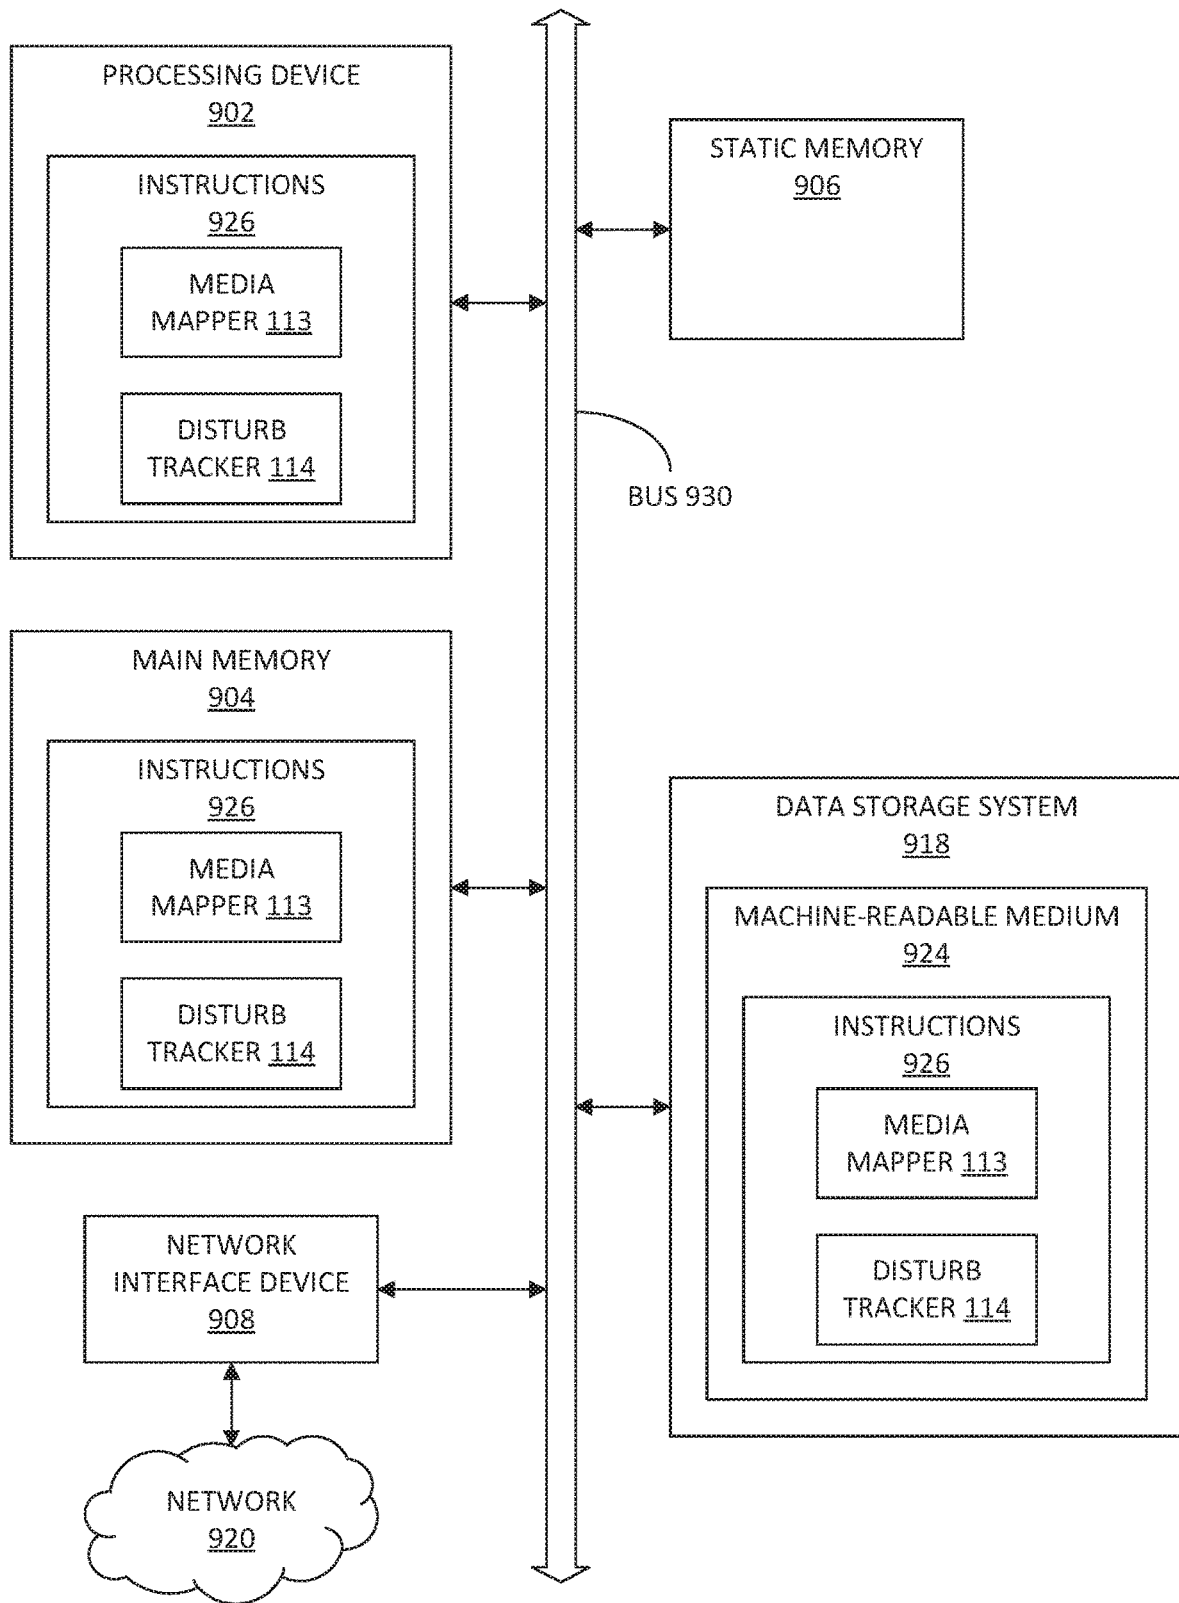 PROCESSING DEVICE
902
INSTRUCTIONS
926
MEDIA
MAPPER 113
DISTURB
TRACKER 114
STATIC MEMORY
906
BUS 930
MAIN MEMORY
904
INSTRUCTIONS
926
MEDIA
MAPPER 113
DISTURB
TRACKER 114
DATA STORAGE SYSTEM
918
MACHINE-READABLE MEDIUM
924
INSTRUCTIONS
926
MEDIA
MAPPER 113
DISTURB
TRACKER 114
NETWORK
INTERFACE DEVICE
908
NETWORK
920